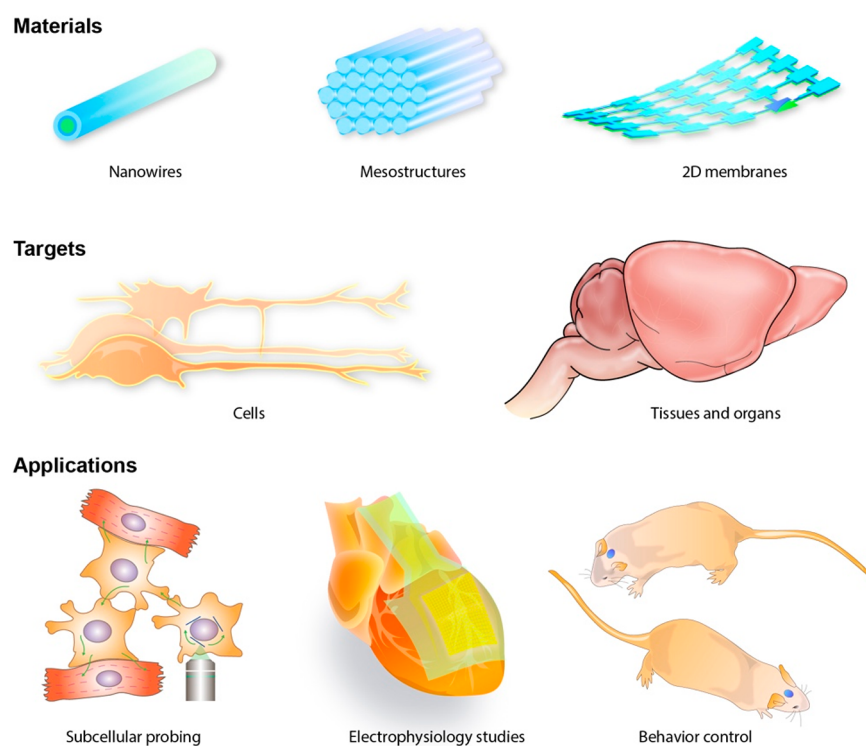 Materials
Nanowires
Mesostructures
2D membranes
Targets
Cells
Tissues and organs
Applications
Subcellular probing
Electrophysiology studies
Behavior control